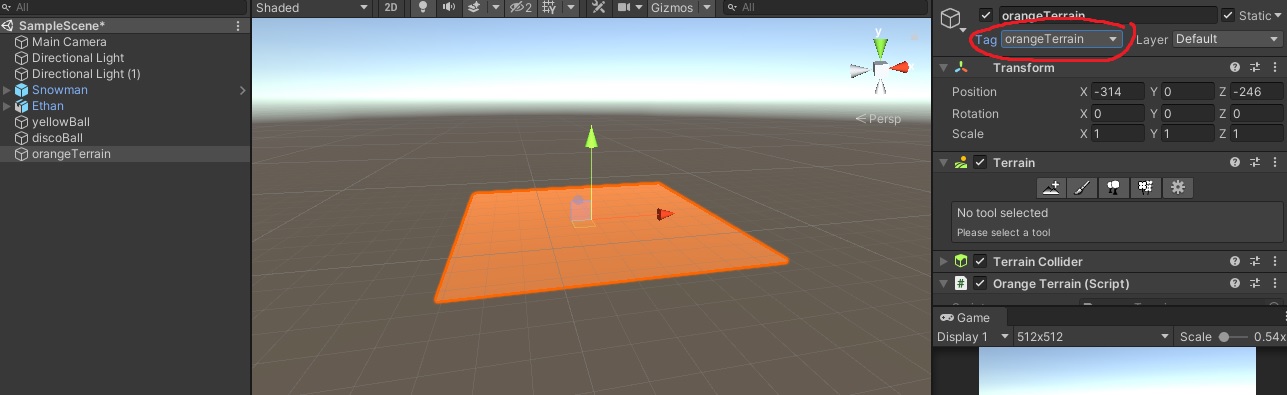 All
SampleScene*
Main Camera
Directional Light
Directional Light (1)
Snowman
Ethan
yellowBall
discoBall
orangeTerrain
Shaded
2D
2
Gizmos
All
y
x
Persp
orangeTerrain
Static
Tag orangeTerrain Layer Default
Transform
Position X -314 Y 0 Z -246
Rotation X 0 Y 0 Z 0
Scale X 1 Y 1 Z 1
Terrain
No tool selected
Please select a tool
Terrain Collider
# Orange Terrain (Script)
Game
Display 1 512x512 Scale 0.54x